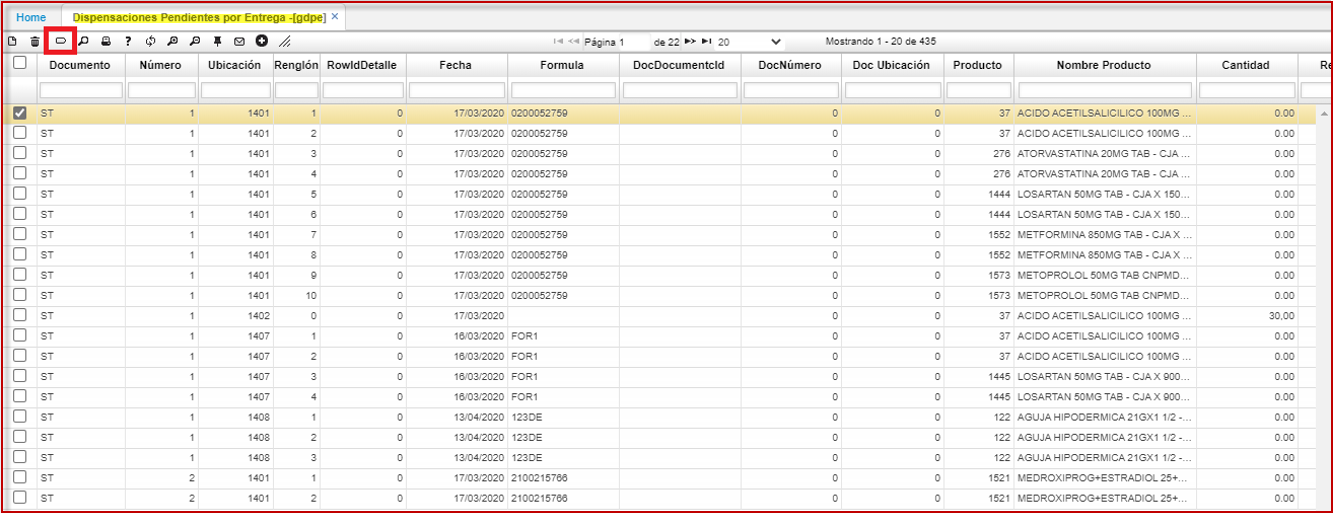 Home Dispensaciones Pendientes por Entrega -[gdpe] ×
? Página 1 de 22 20 Mostrando 1 - 20 de 435
Documento Número Ubicación Renglón RowIdDetalle Fecha Formula DocDocumentcId DocNúmero Doc Ubicación Producto Nombre Producto Cantidad Re
ST 1 1401 1 0 17/03/2020 0200052759 0 0 37 ACIDO ACETILSALICILICO 100MG ... 0.00
ST 1 1401 2 0 17/03/2020 0200052759 0 0 37 ACIDO ACETILSALICILICO 100MG ... 0.00
ST 1 1401 3 0 17/03/2020 0200052759 0 0 276 ATORVASTATINA 20MG TAB - CJA ... 0.00
ST 1 1401 4 0 17/03/2020 0200052759 0 0 276 ATORVASTATINA 20MG TAB - CJA ... 0.00
ST 1 1401 5 0 17/03/2020 0200052759 0 0 1444 LOSARTAN 50MG TAB - CJA X 150... 0.00
ST 1 1401 6 0 17/03/2020 0200052759 0 0 1444 LOSARTAN 50MG TAB - CJA X 150... 0.00
ST 1 1401 7 0 17/03/2020 0200052759 0 0 1552 METFORMINA 850MG TAB - CJA X ... 0.00
ST 1 1401 8 0 17/03/2020 0200052759 0 0 1552 METFORMINA 850MG TAB - CJA X ... 0.00
ST 1 1401 9 0 17/03/2020 0200052759 0 0 1573 METOPROLOL 50MG TAB CNPMD... 0.00
ST 1 1401 10 0 17/03/2020 0200052759 0 0 1573 METOPROLOL 50MG TAB CNPMD... 0.00
ST 1 1402 0 0 17/03/2020 0 0 37 ACIDO ACETILSALICILICO 100MG ... 30,00
ST 1 1407 1 0 16/03/2020 FOR1 0 0 37 ACIDO ACETILSALICILICO 100MG ... 0.00
ST 1 1407 2 0 16/03/2020 FOR1 0 0 37 ACIDO ACETILSALICILICO 100MG ... 0.00
ST 1 1407 3 0 16/03/2020 FOR1 0 0 1445 LOSARTAN 50MG TAB - CJA X 900... 0.00
ST 1 1407 4 0 16/03/2020 FOR1 0 0 1445 LOSARTAN 50MG TAB - CJA X 900... 0.00
ST 1 1408 1 0 13/04/2020 123DE 0 0 122 AGUJA HIPODERMICA 21GX1 1/2 -... 0.00
ST 1 1408 2 0 13/04/2020 123DE 0 0 122 AGUJA HIPODERMICA 21GX1 1/2 -... 0.00
ST 1 1408 3 0 13/04/2020 123DE 0 0 122 AGUJA HIPODERMICA 21GX1 1/2 -... 0.00
ST 2 1401 1 0 17/03/2020 2100215766 0 0 1521 MEDROXIPROG+ESTRADIOL 25+... 0.00
ST 2 1401 2 0 17/03/2020 2100215766 0 0 1521 MEDROXIPROG+ESTRADIOL 25+... 0.00